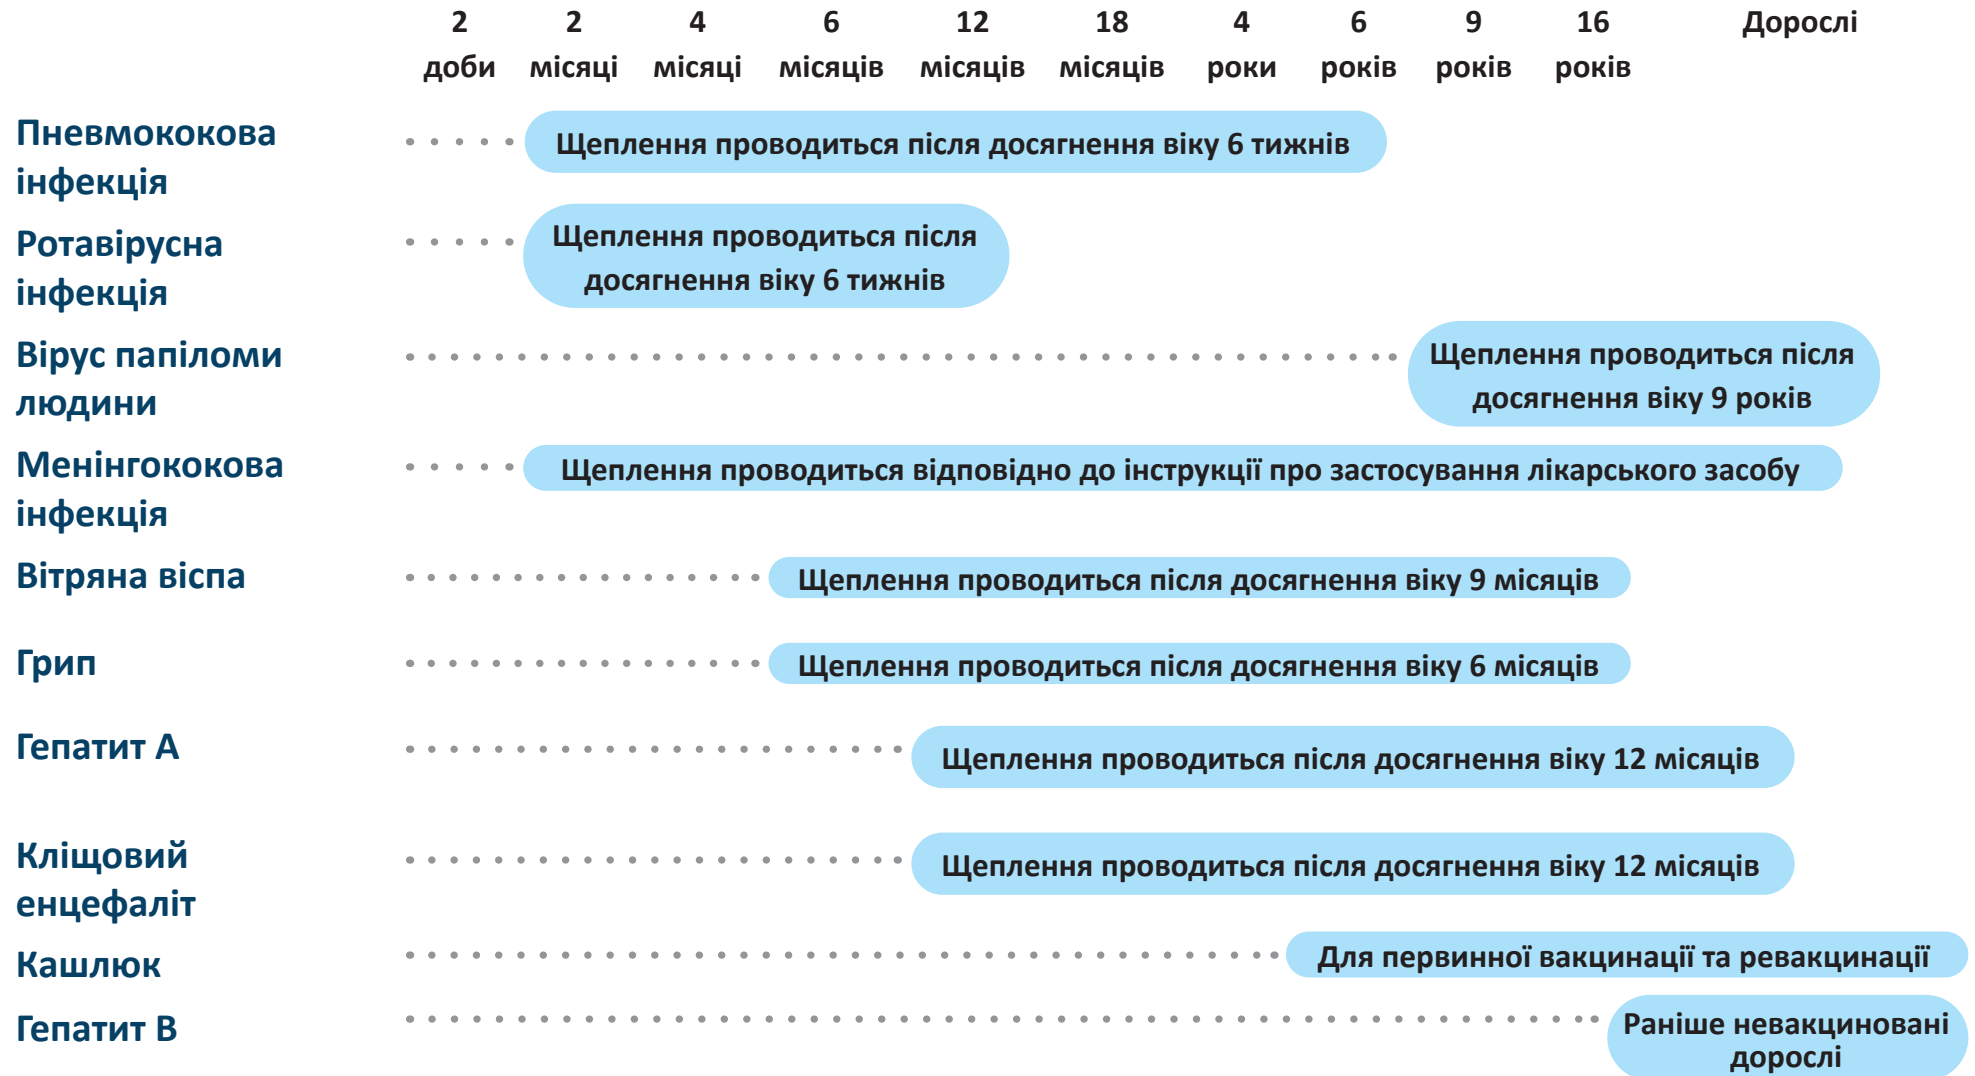 2 2 4 6 12 18 4 6 9 16 Дорослі
доби місяці місяці місяців місяців місяців роки років років років
Пневмококова
інфекція
Щеплення проводиться після досягнення віку 6 тижнів
Ротавірусна
інфекція
Щеплення проводиться після
досягнення віку 6 тижнів
Вірус папіломи
людини
Щеплення проводиться після
досягнення віку 9 років
Менінгококова
інфекція
Щеплення проводиться відповідно до інструкції про застосування лікарського засобу
Вітряна віспа
Щеплення проводиться після досягнення віку 9 місяців
Грип
Щеплення проводиться після досягнення віку 6 місяців
Гепатит А
Щеплення проводиться після досягнення віку 12 місяців
Кліщовий
енцефаліт
Щеплення проводиться після досягнення віку 12 місяців
Кашлюк
Для первинної вакцинації та ревакцинації
Гепатит В
Раніше невакциновані
дорослі